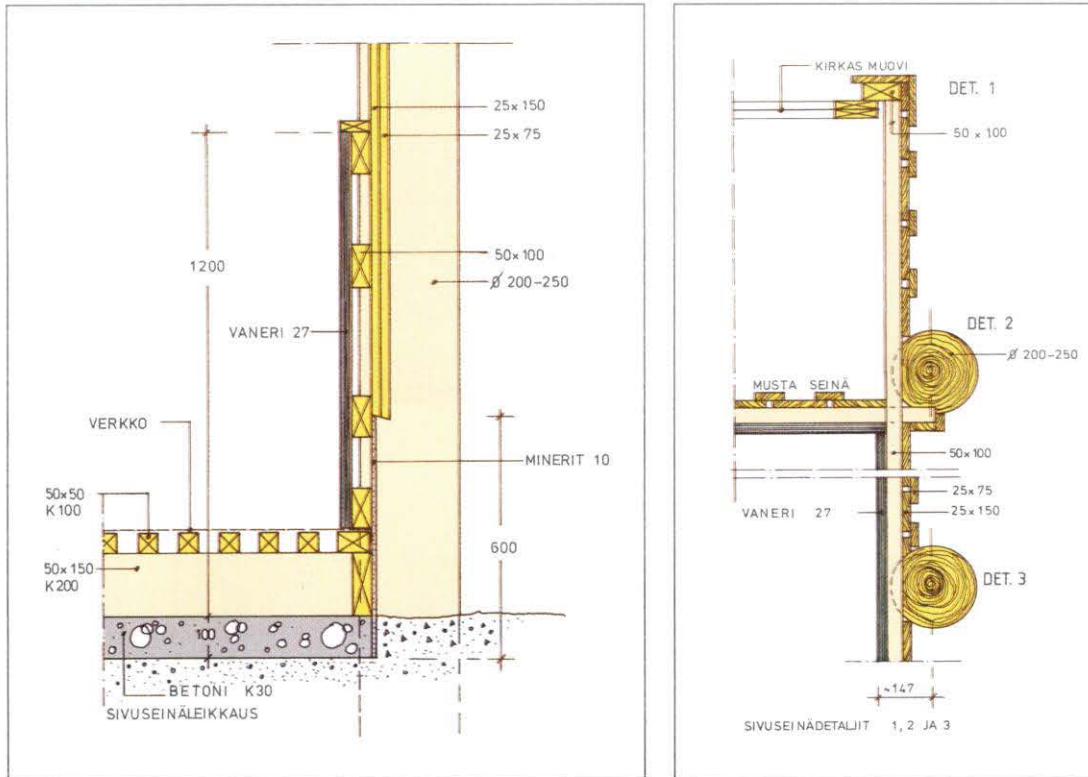 25x150
25x75
1200
50x100
Ø 200-250
VANERI 27
VERKKO
MINERIT 10
50x50
K100
600
50x150
K200
100
BETONI K30
SIVUSEINÄLEIKKAUS
KIRKAS MUOVI
DET. 1
50x100
DET. 2
Ø 200-250
MUSTA SEINÄ
50x100
25x75
VANERI 27
25x150
DET. 3
~147
SIVUSEINÄDETALJIT 1, 2 JA 3